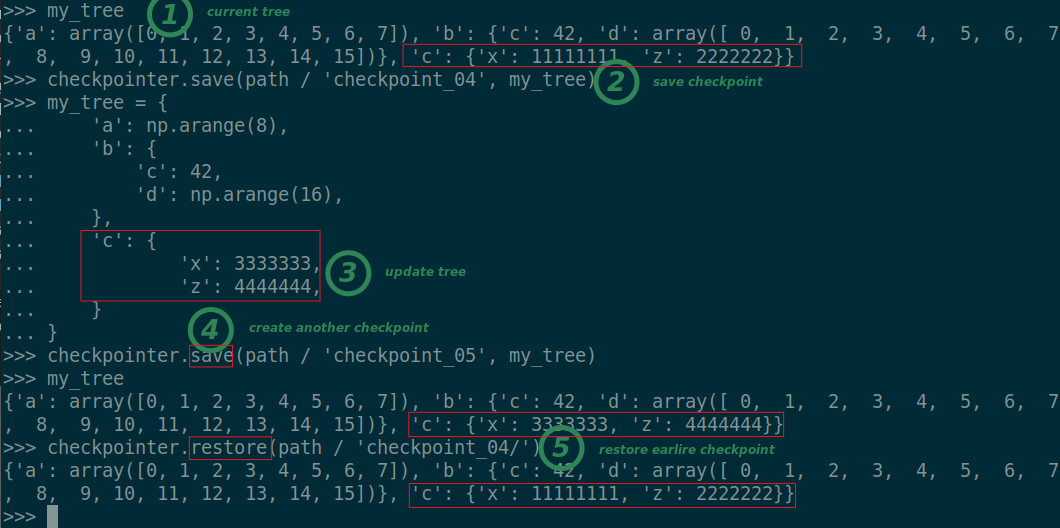 >>> my_tree 1 current tree
{'a': array([0, 1, 2, 3, 4, 5, 6, 7]), 'b': {'c': 42, 'd': array([ 0,  1,  2,  3,  4,  5,  6,  7
,  8,  9, 10, 11, 12, 13, 14, 15])}, 'c': {'x': 11111111, 'z': 2222222}}
>>> checkpointer.save(path / 'checkpoint_04', my_tree) 2 save checkpoint
>>> my_tree = {
...     'a': np.arange(8),
...     'b': {
...         'c': 42,
...         'd': np.arange(16),
...     },
...     'c': {
...             'x': 3333333, 3 update tree
...             'z': 4444444,
...     }
4 create another checkpoint
... }
>>> checkpointer.save(path / 'checkpoint_05', my_tree)
>>> my_tree
{'a': array([0, 1, 2, 3, 4, 5, 6, 7]), 'b': {'c': 42, 'd': array([ 0,  1,  2,  3,  4,  5,  6,  7
,  8,  9, 10, 11, 12, 13, 14, 15])}, 'c': {'x': 3333333, 'z': 4444444}}
>>> checkpointer.restore(path / 'checkpoint_04/') 5 restore earlire checkpoint
{'a': array([0, 1, 2, 3, 4, 5, 6, 7]), 'b': {'c': 42, 'd': array([ 0,  1,  2,  3,  4,  5,  6,  7
,  8,  9, 10, 11, 12, 13, 14, 15])}, 'c': {'x': 11111111, 'z': 2222222}}
>>>